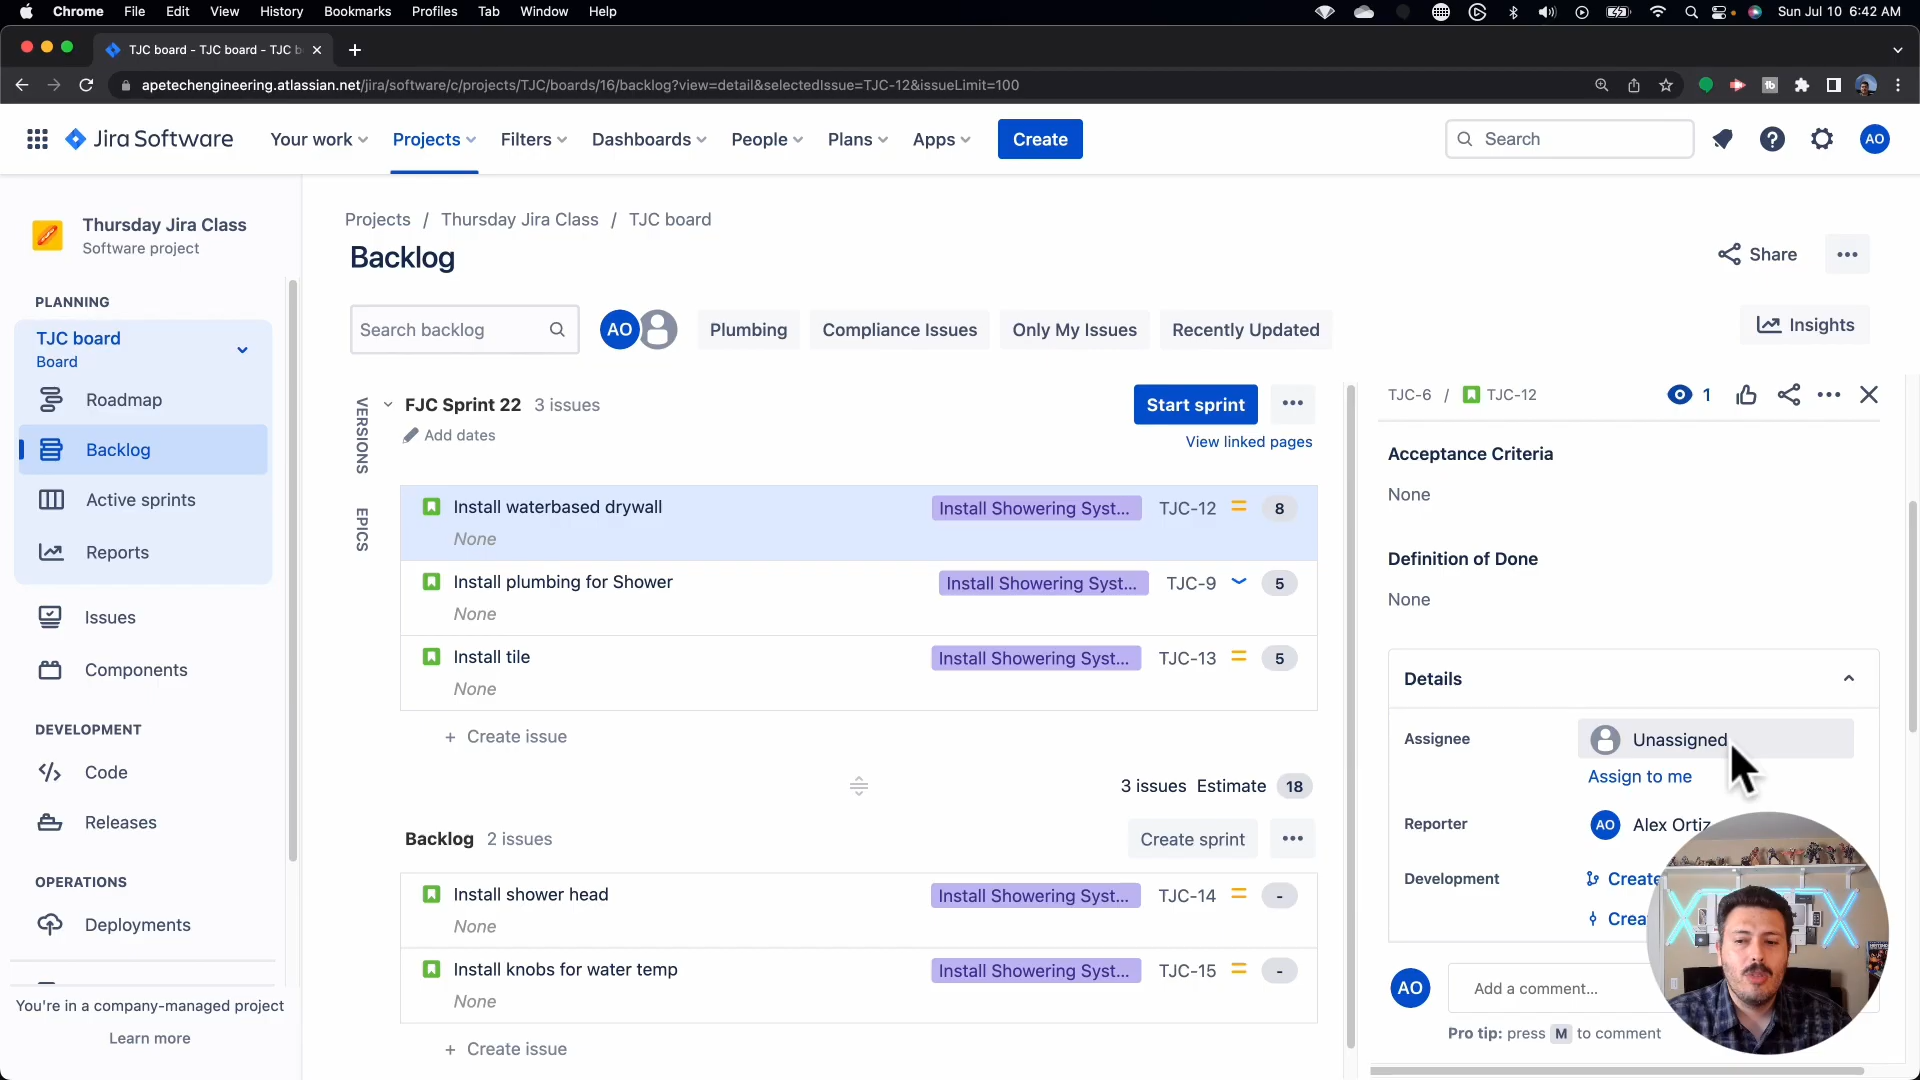 Chrome File Edit View History Bookmarks Profiles Tab Window Help Sun Jul 10 6:42 AM
TJC board - TJC board - TJC b
apetechengineering.atlassian.net/jira/software/c/projects/TJC/boards/16/backlog?view=detail&selectedIssue=TJC-12&issueLimit=100
Jira Software Your work Projects Filters Dashboards People Plans Apps Create Search AO
Thursday Jira Class
Software project
PLANNING
TJC board
Board
Roadmap
Backlog
Active sprints
Reports
Issues
Components
DEVELOPMENT
Code
Releases
OPERATIONS
Deployments
You're in a company-managed project
Learn more
Projects / Thursday Jira Class / TJC board
Backlog
Share
Search backlog AO Plumbing Compliance Issues Only My Issues Recently Updated
Insights
VERSIONS
EPICS
FJC Sprint 22 3 issues Start sprint
Add dates
View linked pages
Install waterbased drywall Install Showering Syst... TJC-12 8
None
Install plumbing for Shower Install Showering Syst... TJC-9 5
None
Install tile Install Showering Syst... TJC-13 5
None
+ Create issue
3 issues Estimate 18
Backlog 2 issues Create sprint
Install shower head Install Showering Syst... TJC-14 -
None
Install knobs for water temp Install Showering Syst... TJC-15 -
None
+ Create issue
TJC-6 / TJC-12 1
Acceptance Criteria
None
Definition of Done
None
Details
Assignee Unassigned
Assign to me
Reporter AO Alex Ortiz
Development Create
Crea
AO Add a comment...
Pro tip: press M to comment